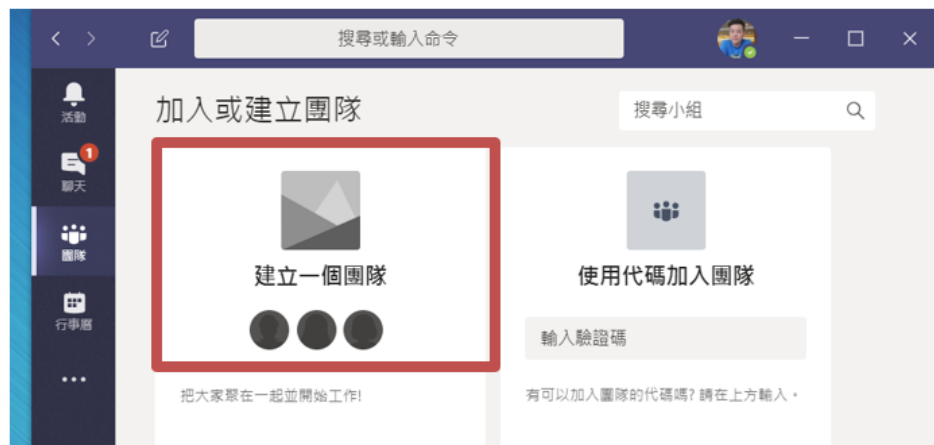 搜尋或輸入命令
活動
加入或建立團隊
搜尋小組
1
聊天
團隊
建立一個團隊
使用代碼加入團隊
行事曆
輸入驗證碼
把大家聚在一起並開始工作!
有可以加入團隊的代碼嗎? 請在上方輸入。